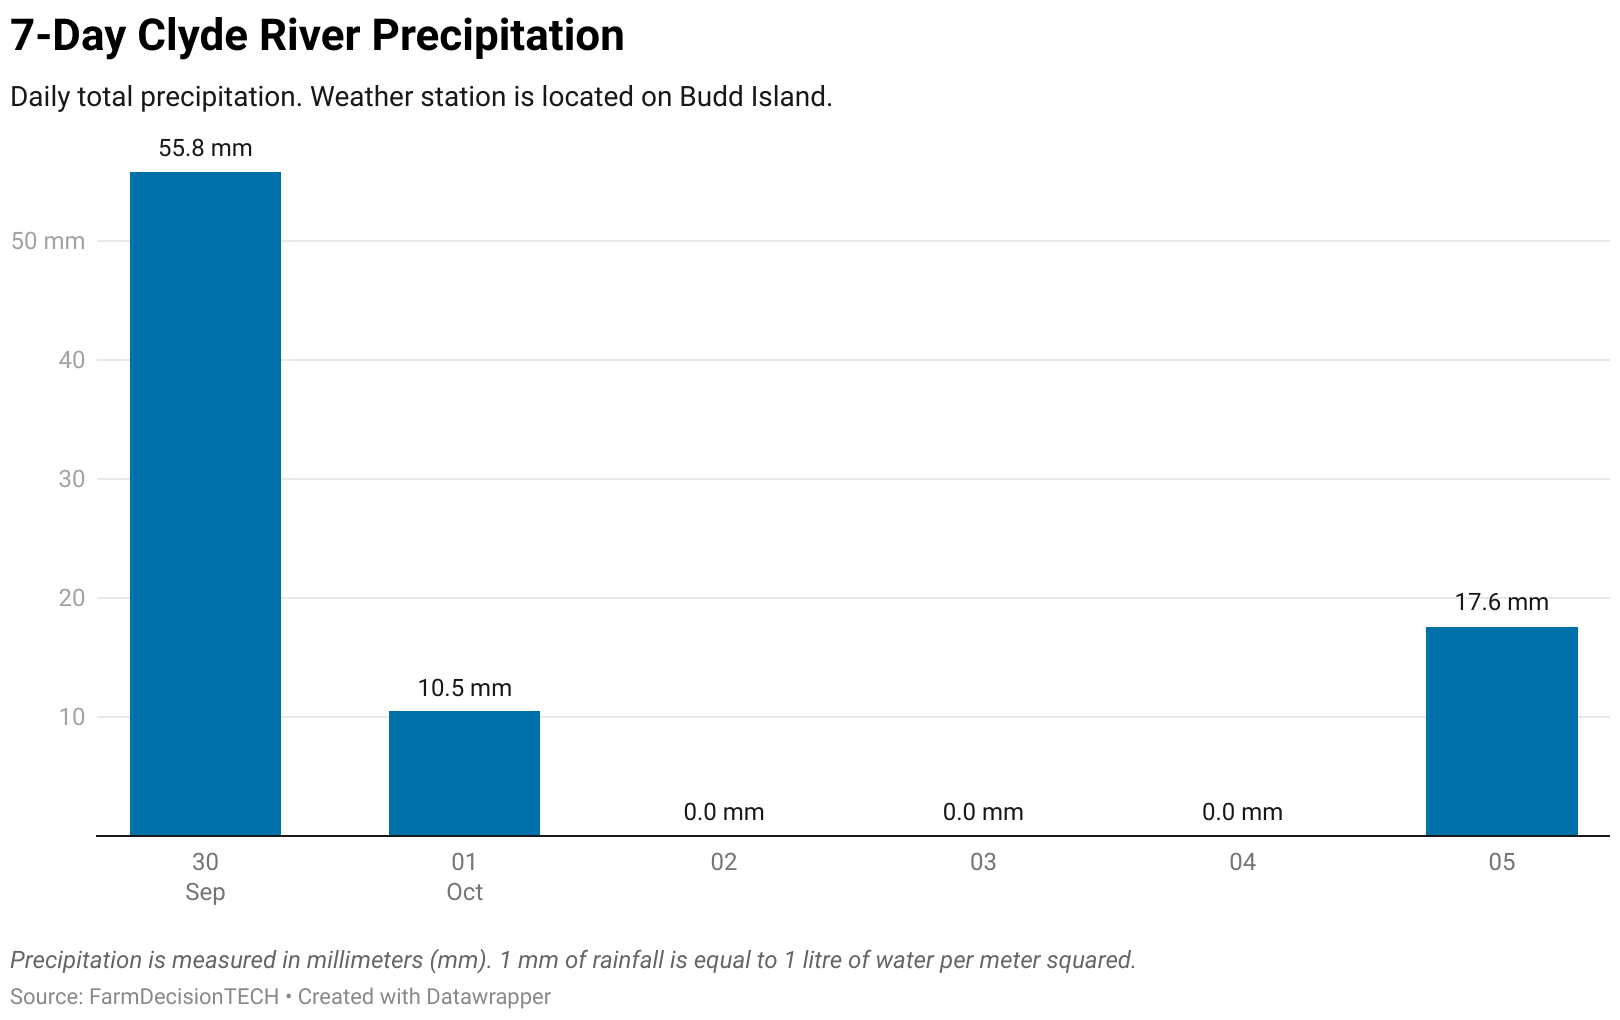 7-Day Clyde River Precipitation
Daily total precipitation. Weather station is located on Budd Island.
55.8 mm
50 mm
40
30
20
17.6 mm
10.5 mm
10
0.0 mm 0.0 mm 0.0 mm
30 01 02 03 04 05
Sep Oct
Precipitation is measured in millimeters (mm). 1 mm of rainfall is equal to 1 litre of water per meter squared.
Source: FarmDecisionTECH • Created with Datawrapper